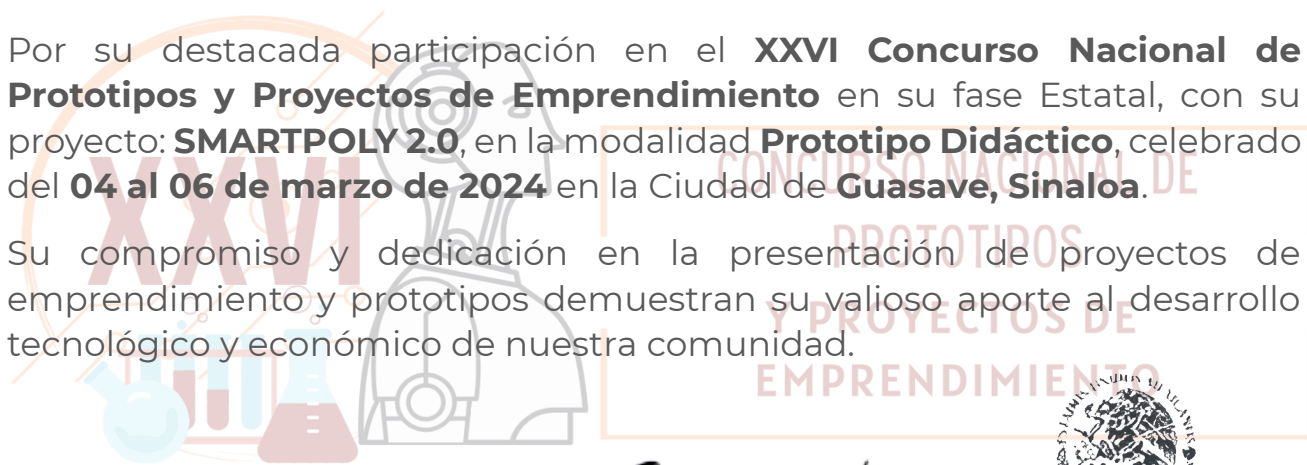 Por su destacada participación en el XXVI Concurso Nacional de
Prototipos y Proyectos de Emprendimiento en su fase Estatal, con su
proyecto: SMARTPOLY 2.0, en la modalidad Prototipo Didáctico, celebrado
del 04 al 06 de marzo de 2024 en la Ciudad de Guasave, Sinaloa.
Su compromiso y dedicación en la presentación de proyectos de
emprendimiento y prototipos demuestran su valioso aporte al desarrollo
tecnológico y económico de nuestra comunidad.
XXVI
CONCURSO NACIONAL DE
PROTOTIPOS
Y PROYECTOS DE
EMPRENDIMIENTO